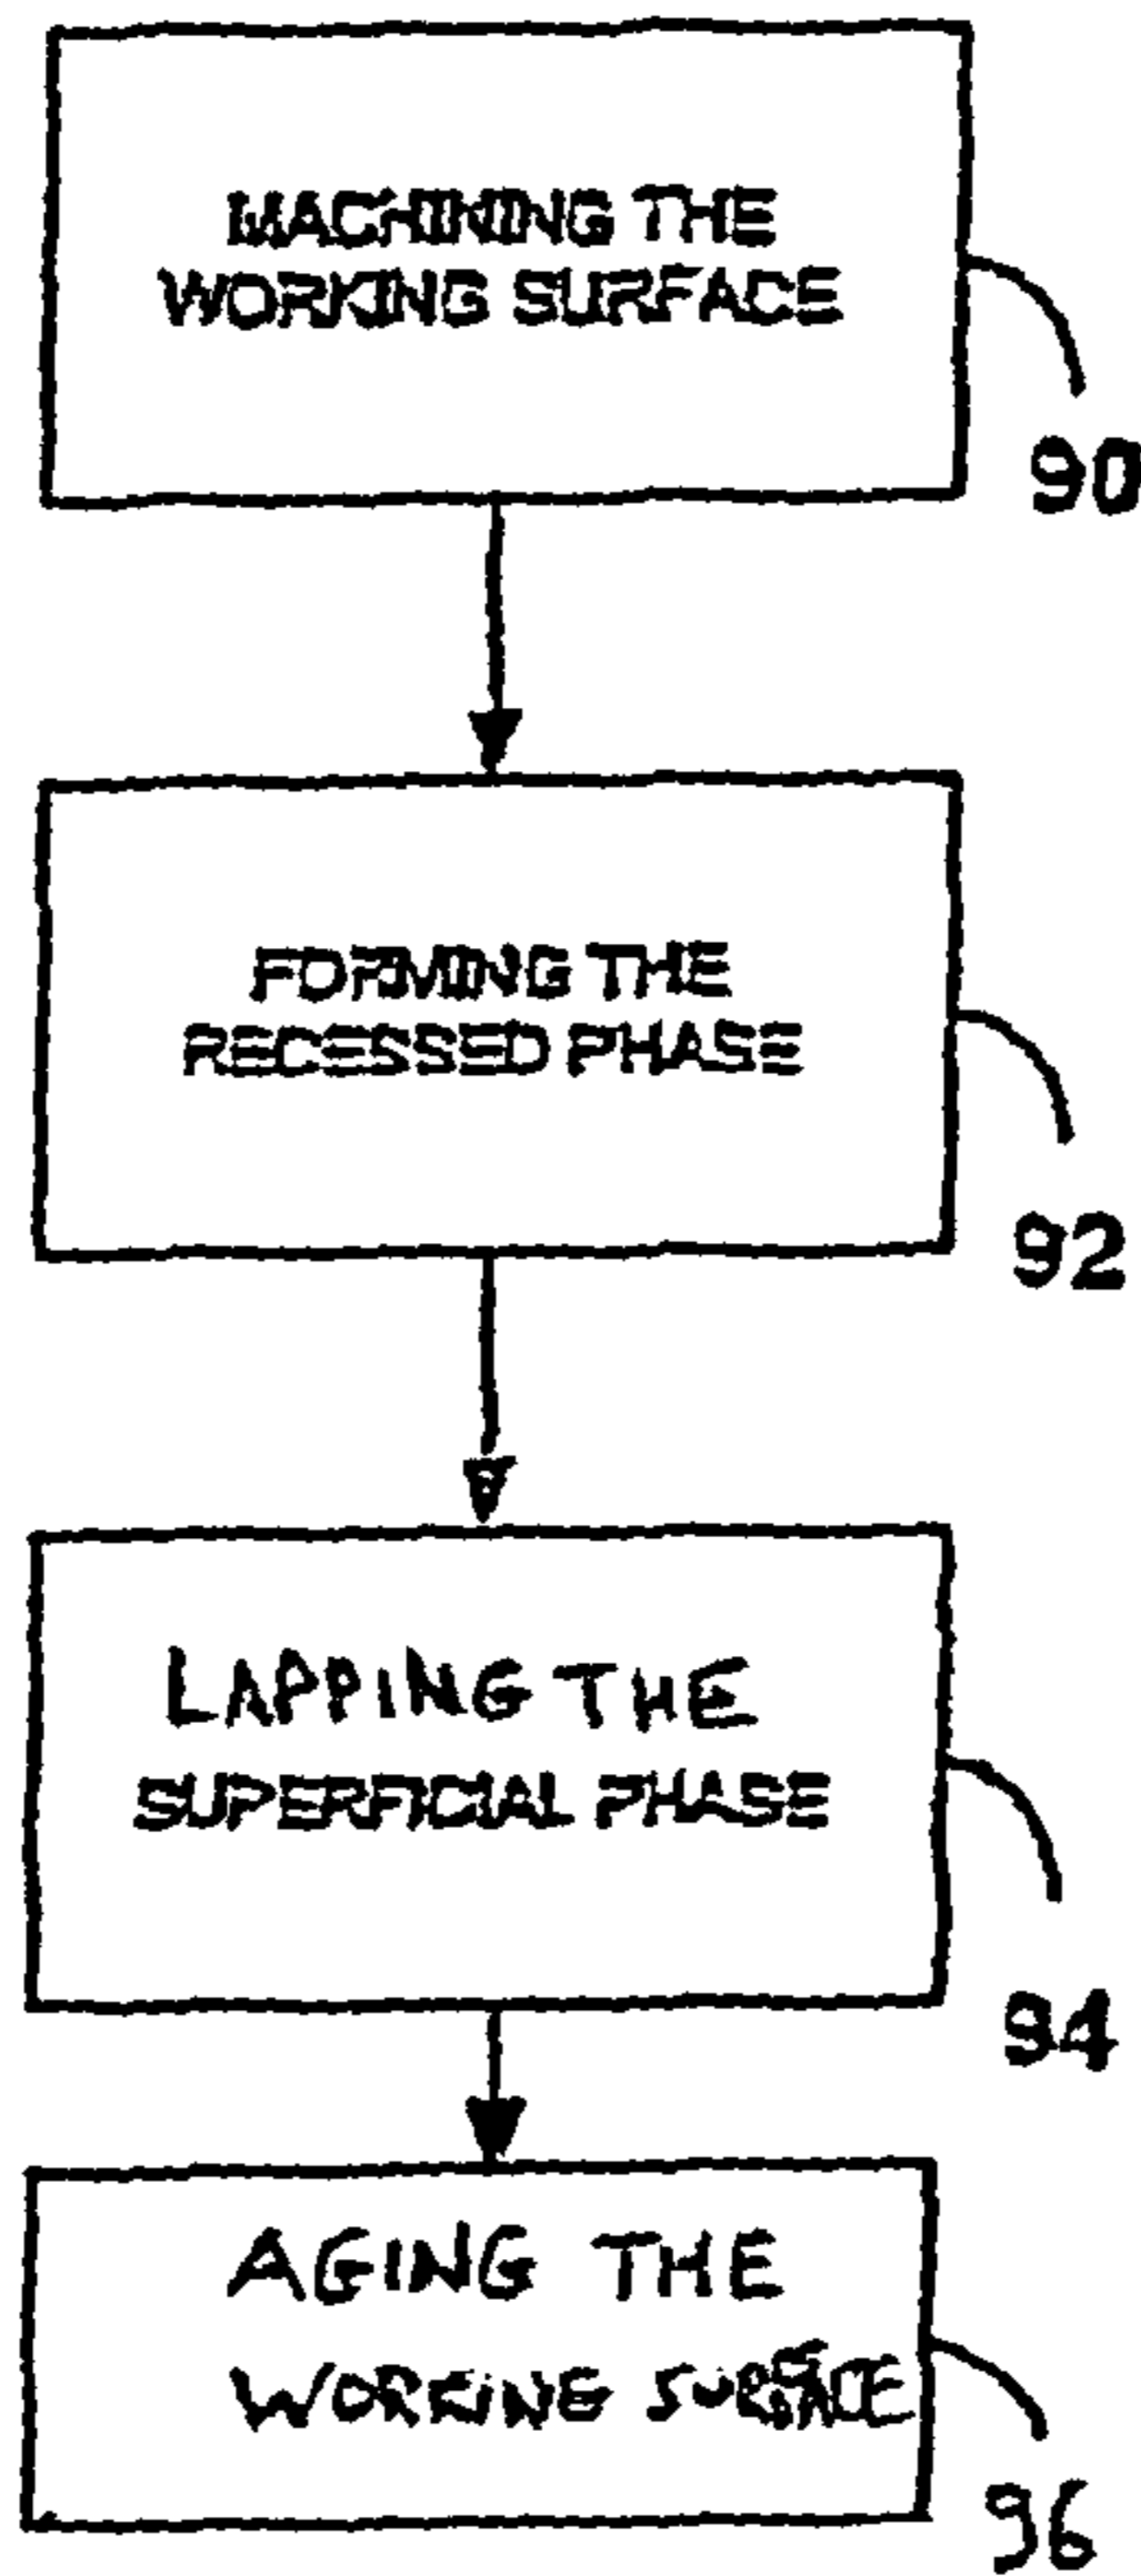 MACHINING THE
WORKING SURFACE
90
FORMING THE
RECESSED PHASE
92
LAPPING THE
SUPERFICIAL PHASE
94
AGING THE
WORKING SURFACE
96